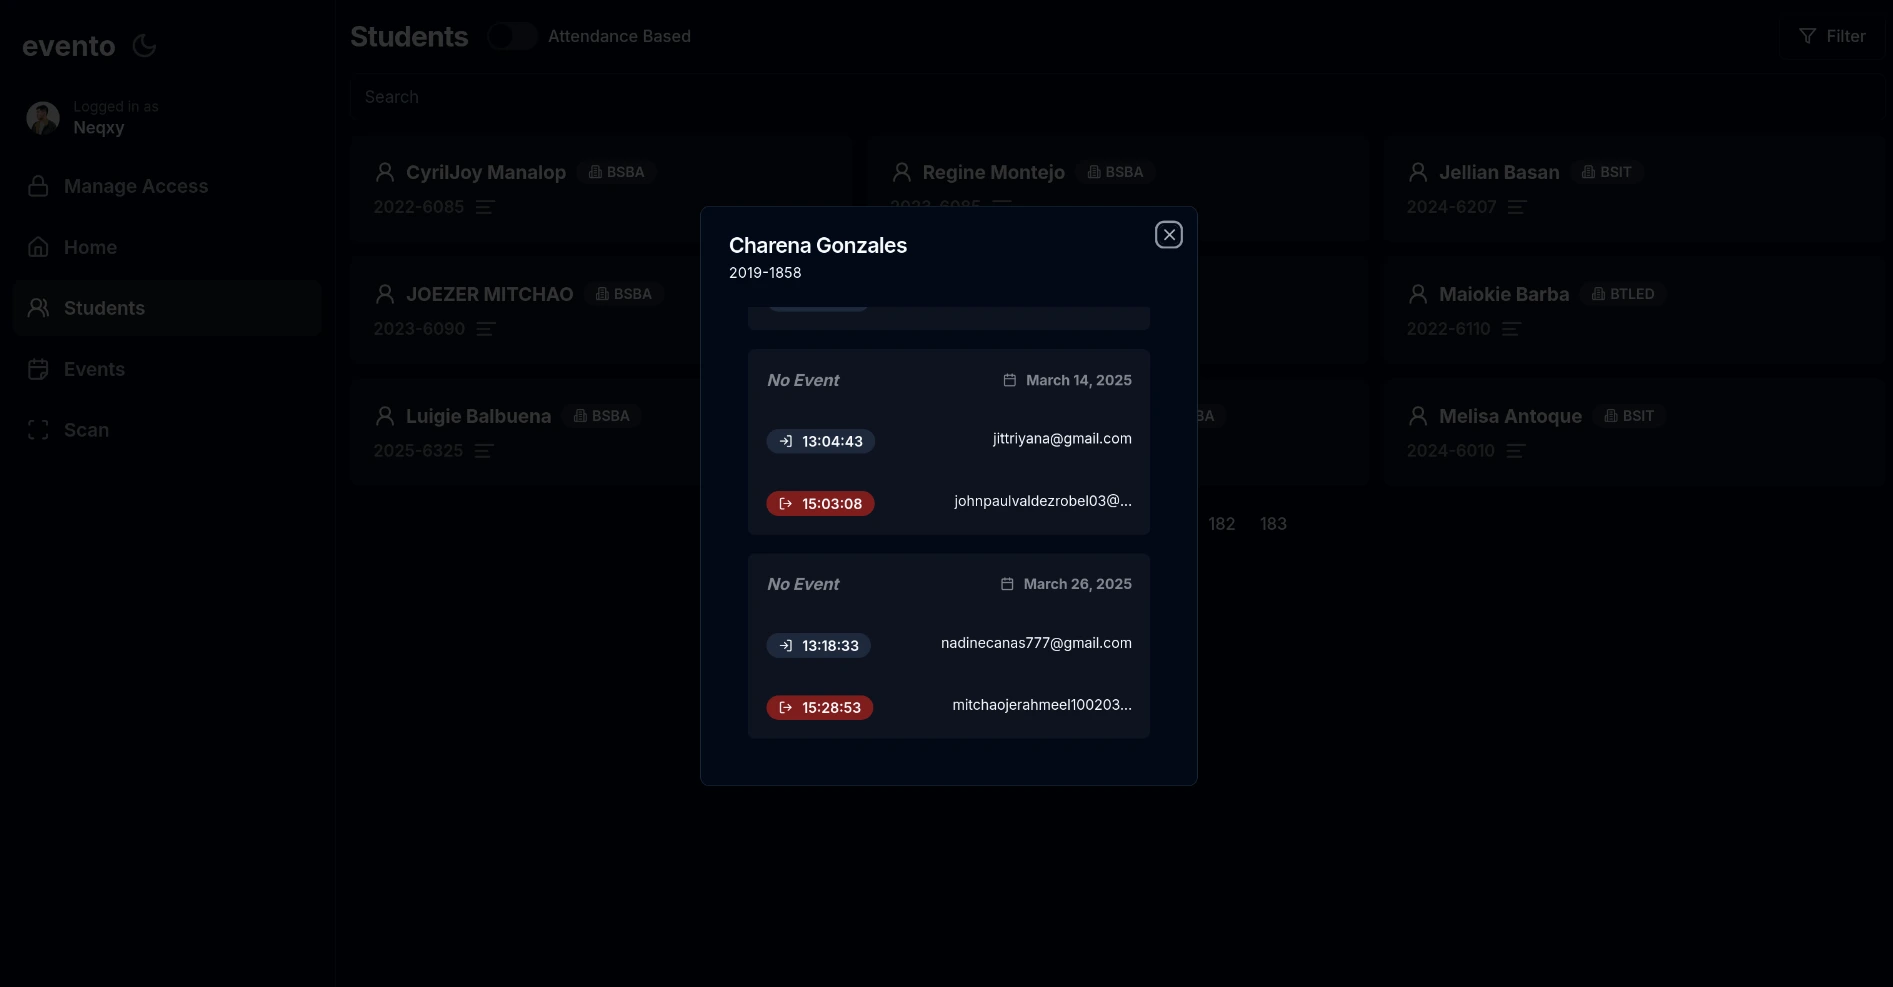 evento
Logged in as
Neqxy
Manage Access
Home
Students
Events
Scan
Students
Attendance Based
Filter
Search
CyrilJoy Manalop
BSBA
2022-6085
Regine Montejo
BSBA
2023-6085
Jellian Basan
BSIT
2024-6207
JOEZER MITCHAO
BSBA
2023-6090
Maiokie Barba
BTLED
2022-6110
Luigie Balbuena
BSBA
2025-6325
BA
Melisa Antoque
BSIT
2024-6010
182 183
Charena Gonzales
2019-1858
No Event
March 14, 2025
13:04:43
jittriyana@gmail.com
15:03:08
johnpaulvaldezrobel03@...
No Event
March 26, 2025
13:18:33
nadinecanas777@gmail.com
15:28:53
mitchaojerahmeel100203...